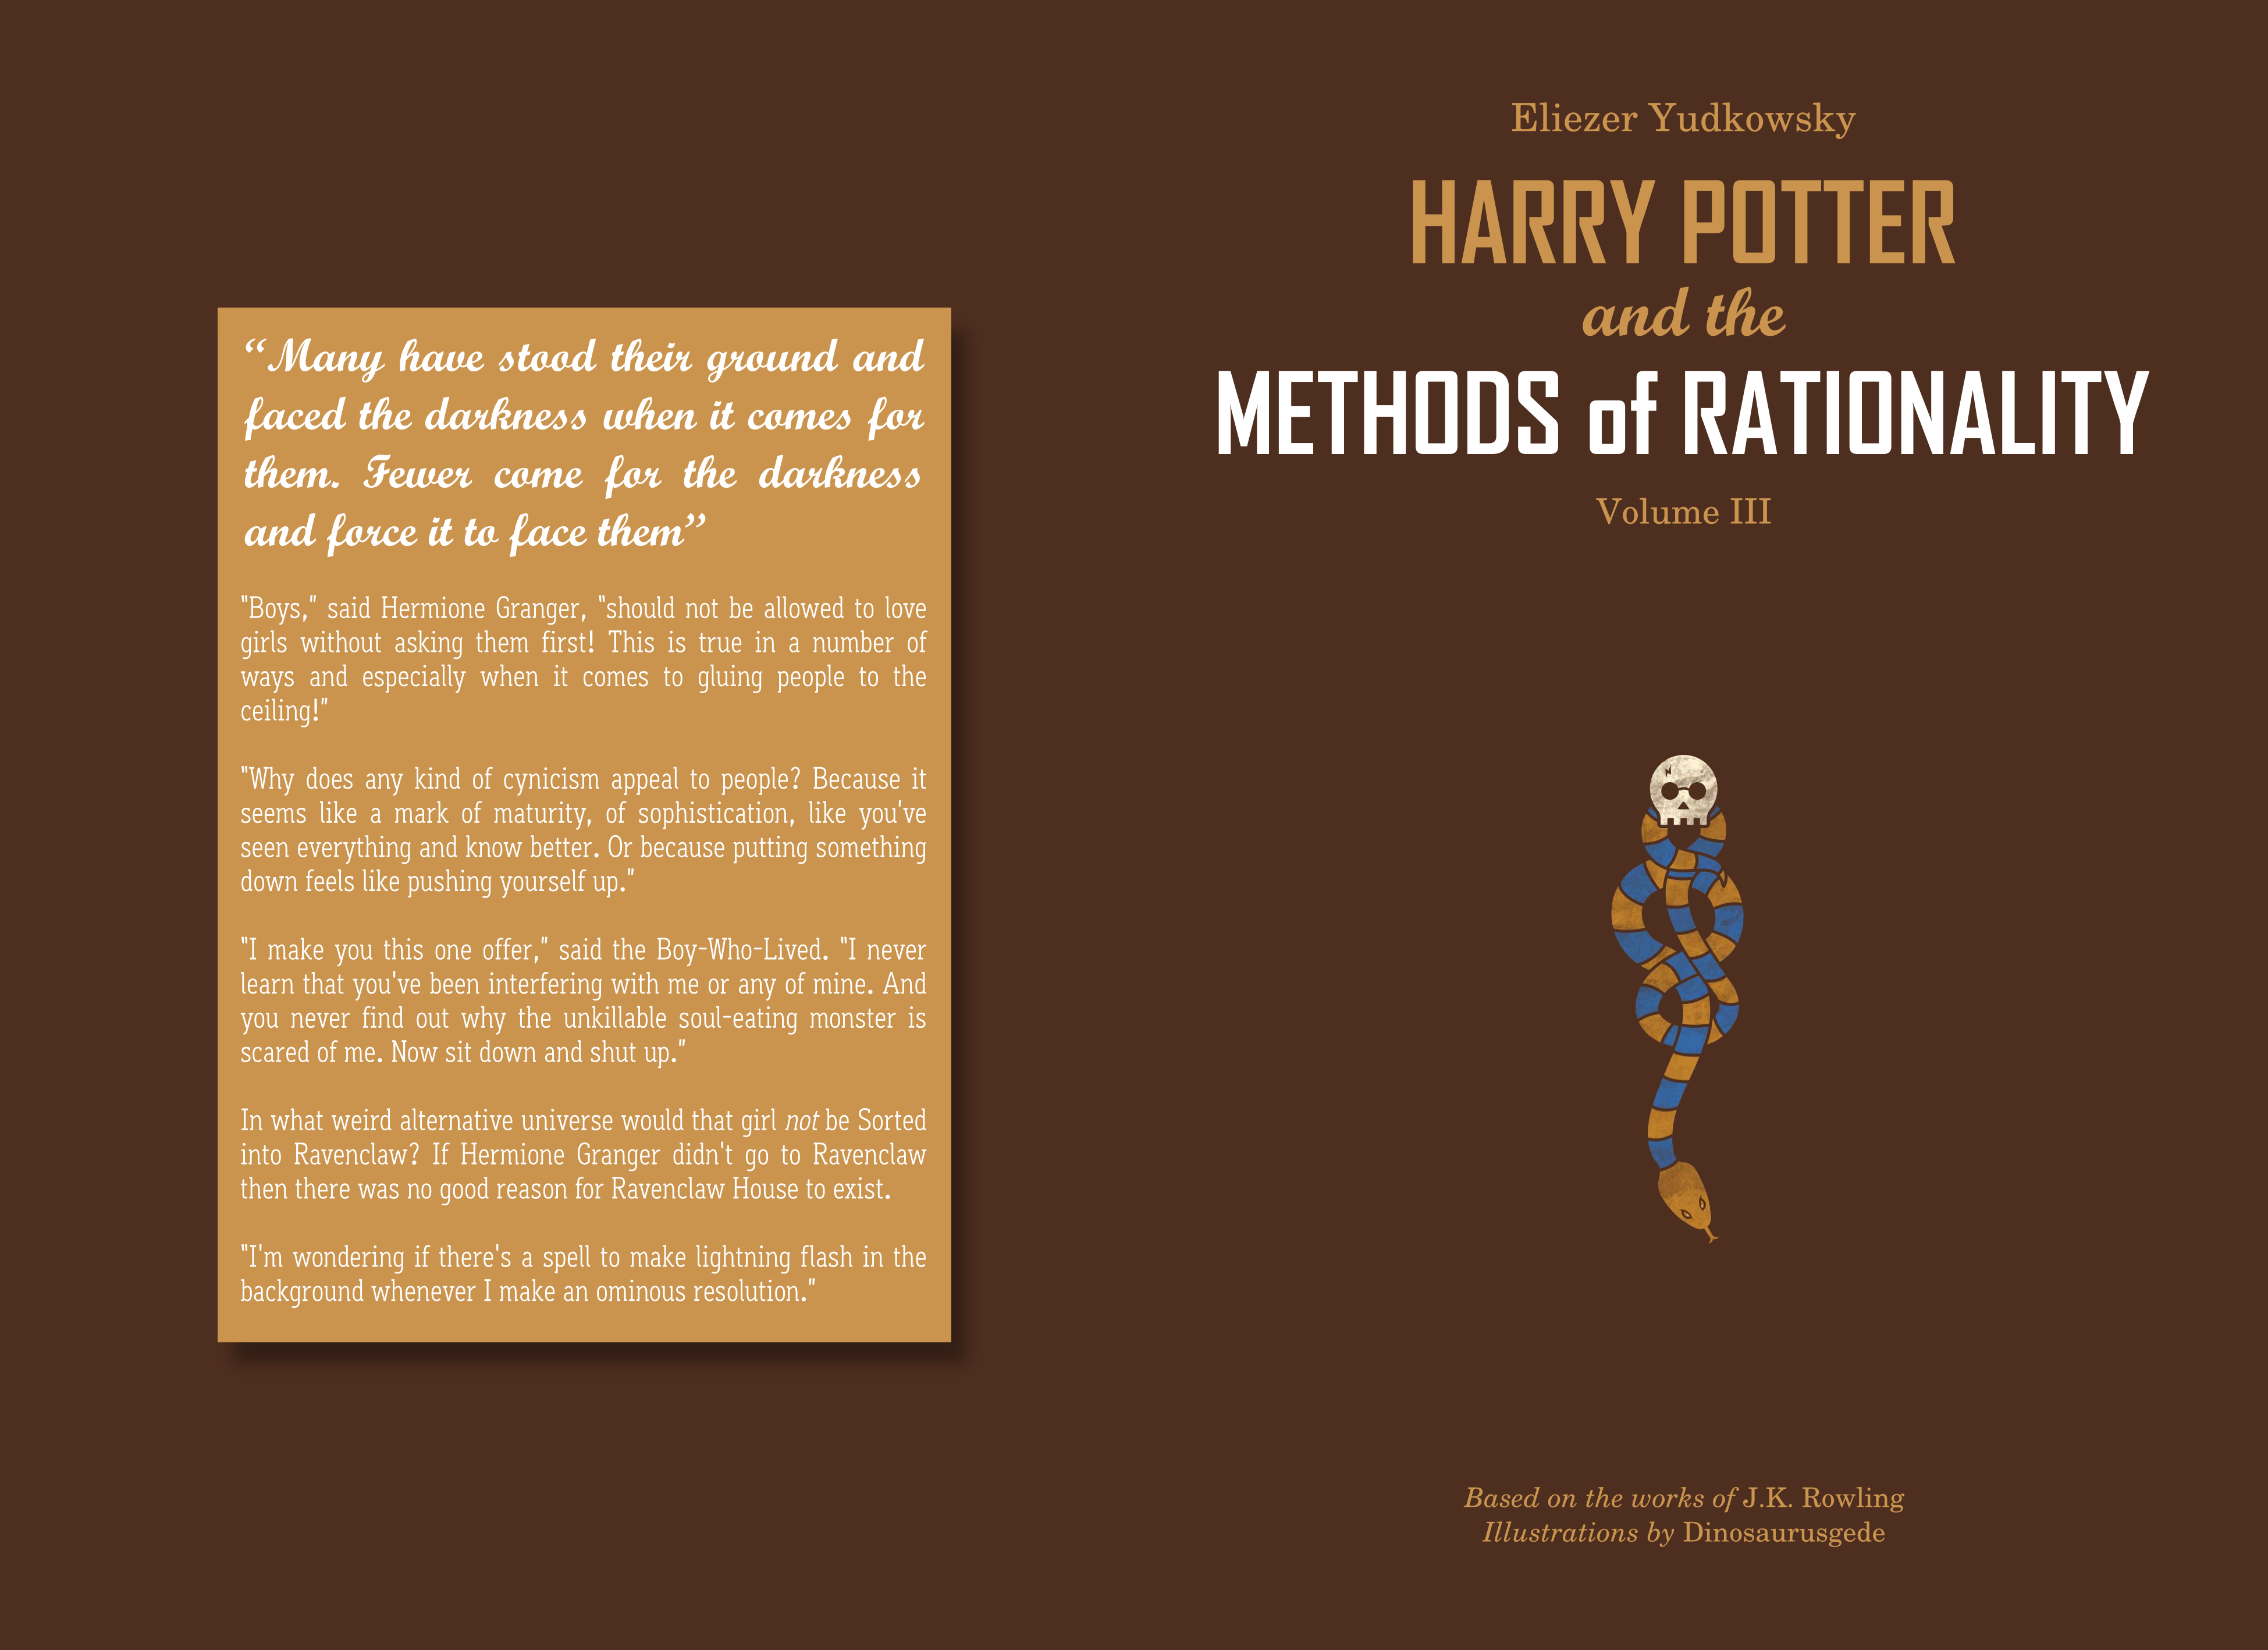 “Many have stood their ground and
faced the darkness when it comes for
them. Fewer come for the darkness
and force it to face them”
"Boys," said Hermione Granger, "should not be allowed to love
girls without asking them first! This is true in a number of
ways and especially when it comes to gluing people to the
ceiling!"
"Why does any kind of cynicism appeal to people? Because it
seems like a mark of maturity, of sophistication, like you've
seen everything and know better. Or because putting something
down feels like pushing yourself up."
"I make you this one offer," said the Boy-Who-Lived. "I never
learn that you've been interfering with me or any of mine. And
you never find out why the unkillable soul-eating monster is
scared of me. Now sit down and shut up."
In what weird alternative universe would that girl not be Sorted
into Ravenclaw? If Hermione Granger didn't go to Ravenclaw
then there was no good reason for Ravenclaw House to exist.
"I'm wondering if there's a spell to make lightning flash in the
background whenever I make an ominous resolution."
Eliezer Yudkowsky
HARRY POTTER
and the
METHODS of RATIONALITY
Volume III
Based on the works of J.K. Rowling
Illustrations by Dinosaurusgede